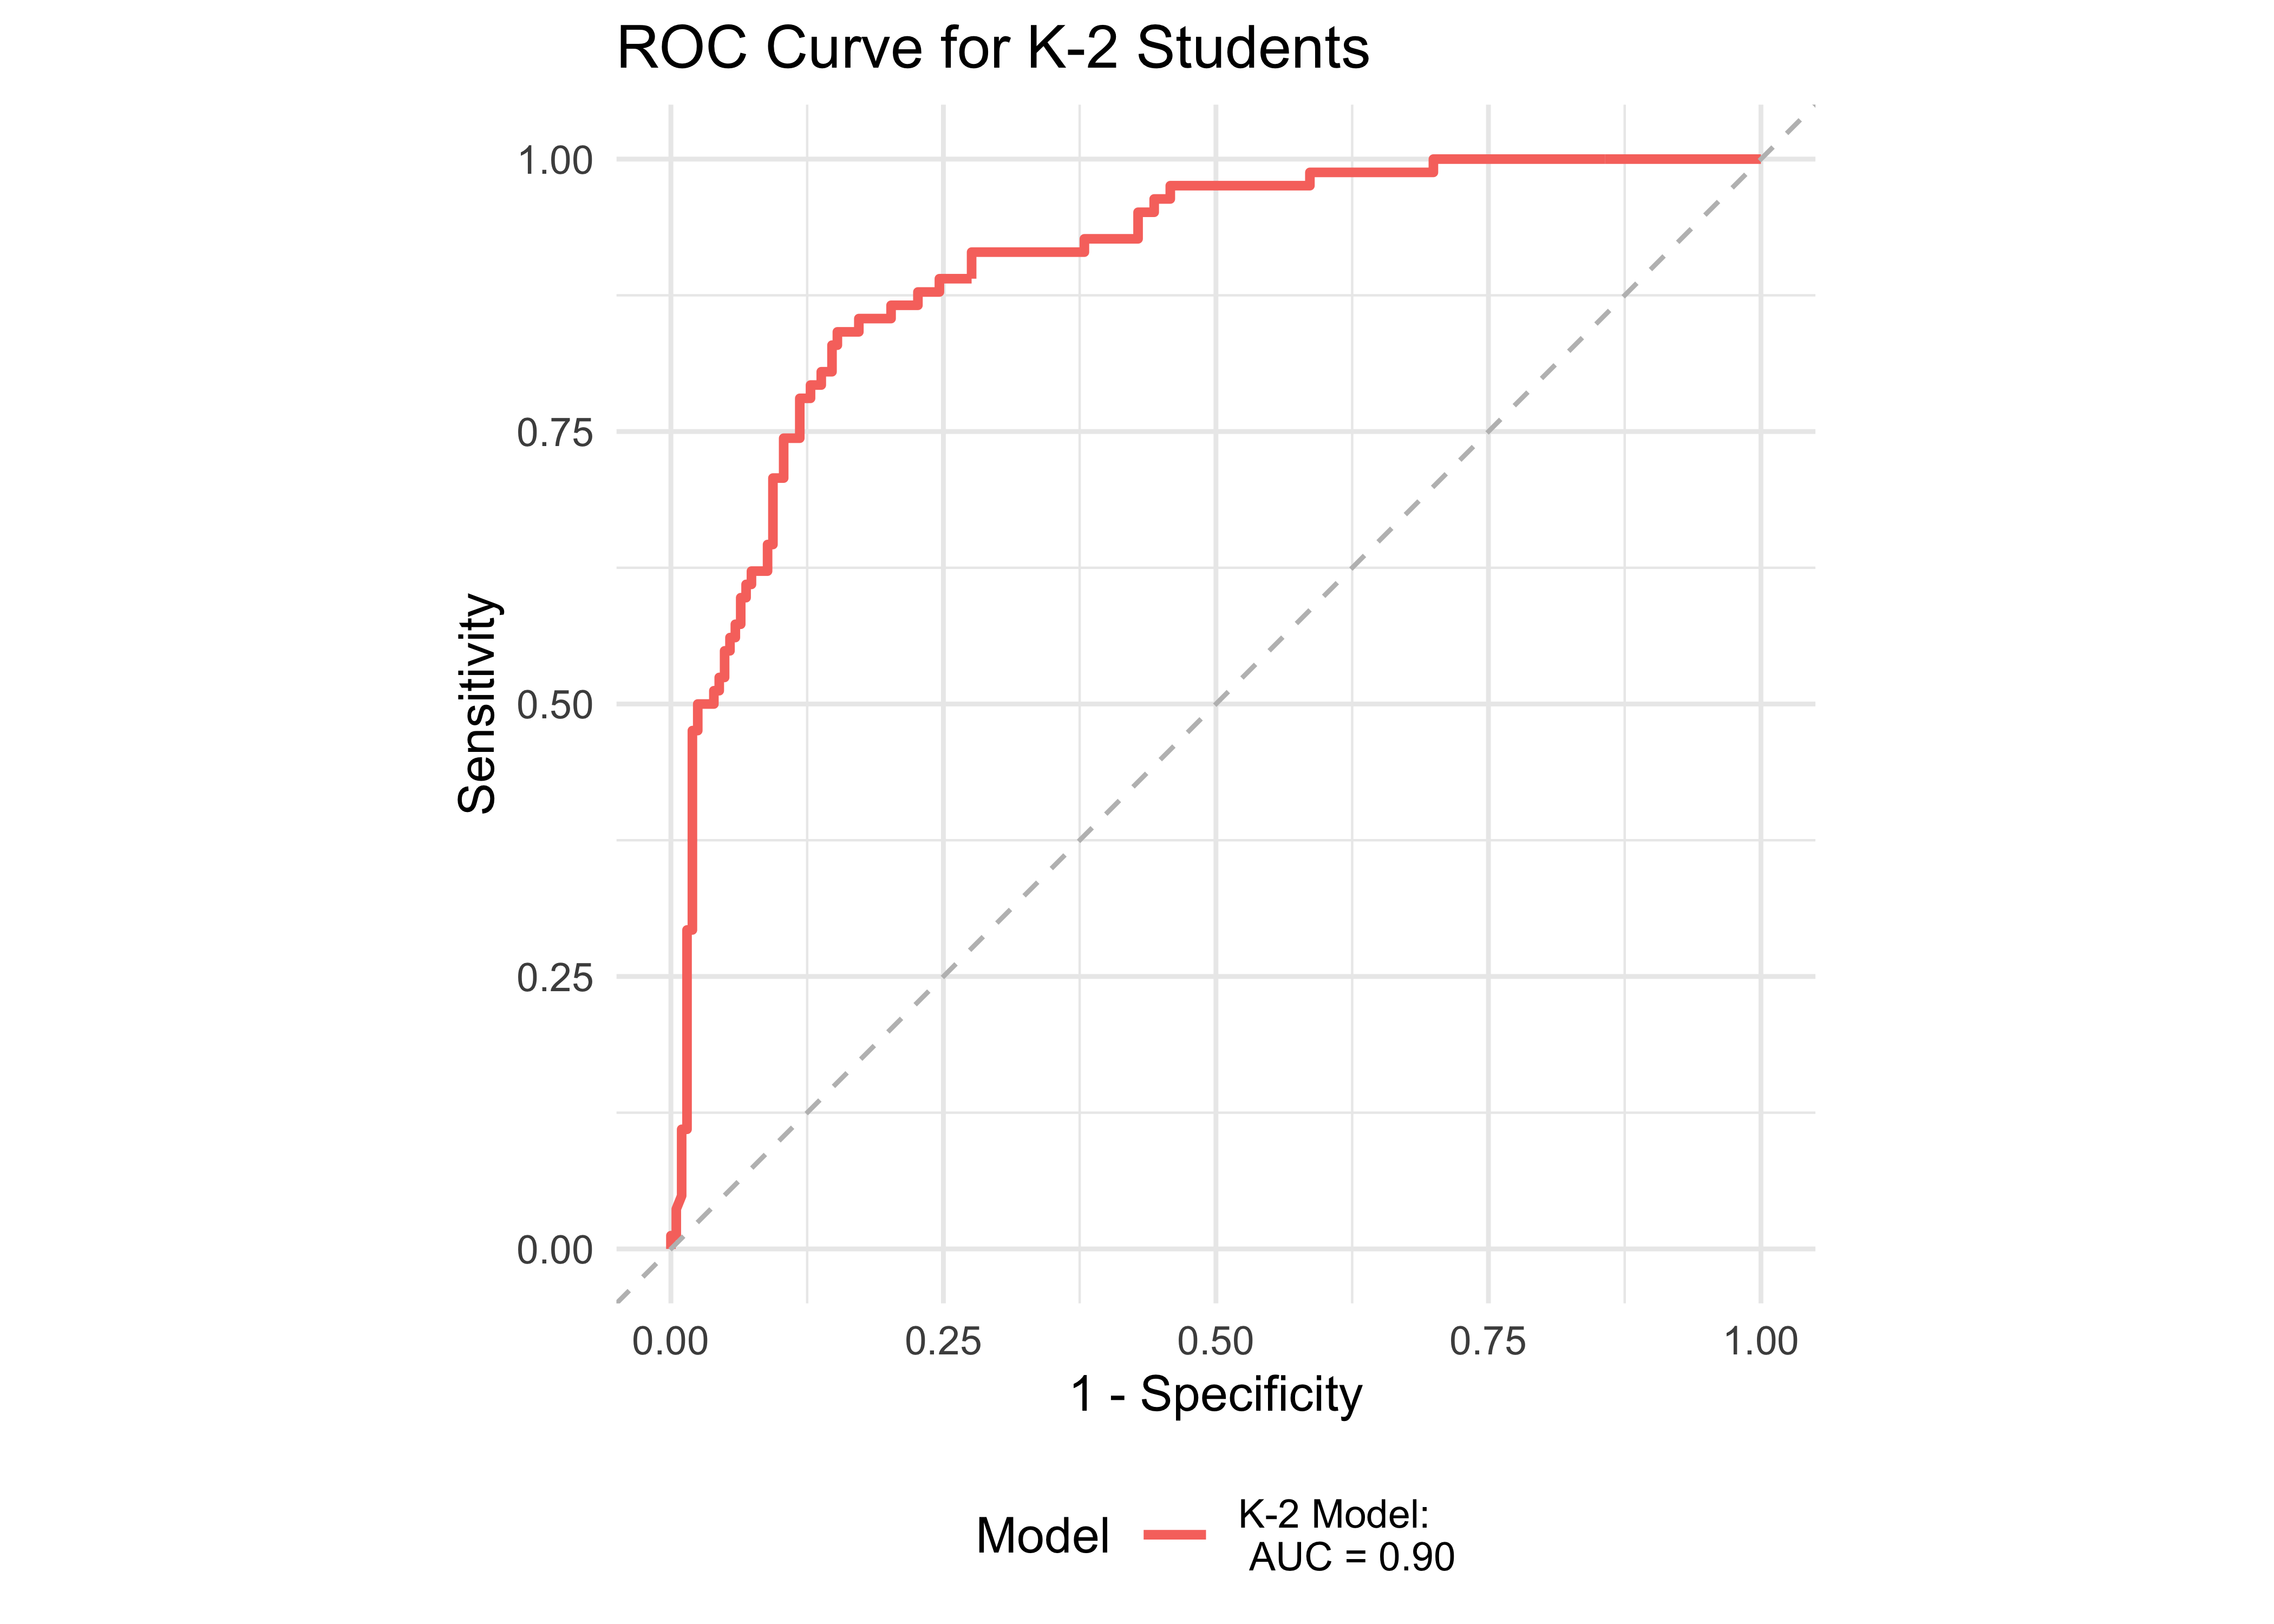 ROC Curve for K-2 Students
1.00
0.75
0.50
0.25
0.00
Sensitivity
0.00 0.25 0.50 0.75 1.00
1 - Specificity
Model
K-2 Model:
AUC = 0.90